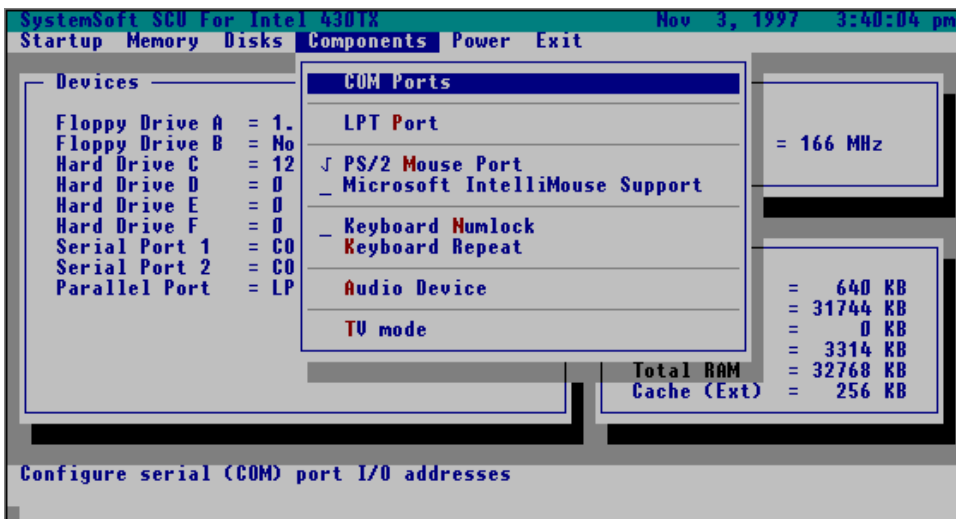 SystemSoft SCU For Intel 430TX Nov 3, 1997 3:40:04 pm
Startup Memory Disks Components Power Exit
Devices
Floppy Drive A = 1.
Floppy Drive B = No
Hard Drive C = 12
Hard Drive D = 0
Hard Drive E = 0
Hard Drive F = 0
Serial Port 1 = CO
Serial Port 2 = CO
Parallel Port = LP
COM Ports
LPT Port
√ PS/2 Mouse Port
_ Microsoft IntelliMouse Support
_ Keyboard Numlock
Keyboard Repeat
Audio Device
TV mode
= 166 MHz
= 640 KB
= 31744 KB
= 0 KB
= 3314 KB
Total RAM = 32768 KB
Cache (Ext) = 256 KB
Configure serial (COM) port I/O addresses